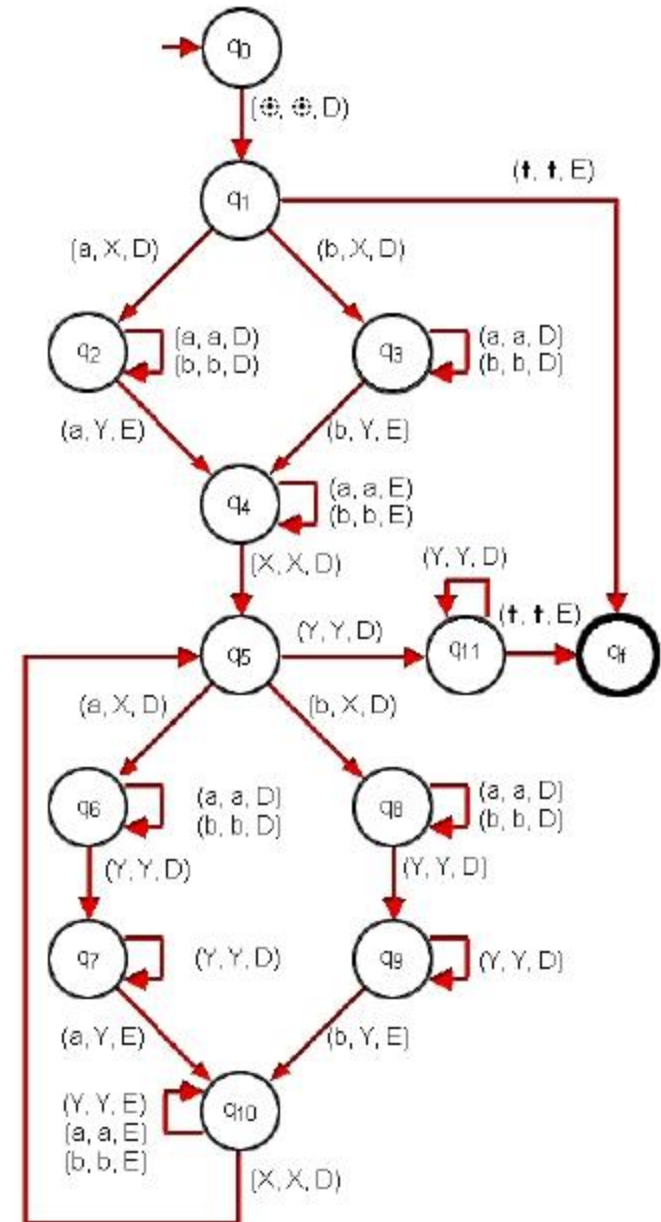 q0
(⊕, ⊕, D)
q1
(t, t, E)
(a, X, D)
(b, X, D)
q2
(a, a, D)
(b, b, D)
q3
(a, a, D)
(b, b, D)
(a, Y, E)
(b, Y, E)
q4
(a, a, E)
(b, b, E)
(X, X, D)
(Y, Y, D)
q5
(Y, Y, D)
q11
(t, t, E)
qf
(a, X, D)
(b, X, D)
q6
(a, a, D)
(b, b, D)
q8
(a, a, D)
(b, b, D)
(Y, Y, D)
(Y, Y, D)
q7
(Y, Y, D)
q9
(Y, Y, D)
(a, Y, E)
(b, Y, E)
(Y, Y, E)
(a, a, E)
(b, b, E)
q10
(X, X, D)